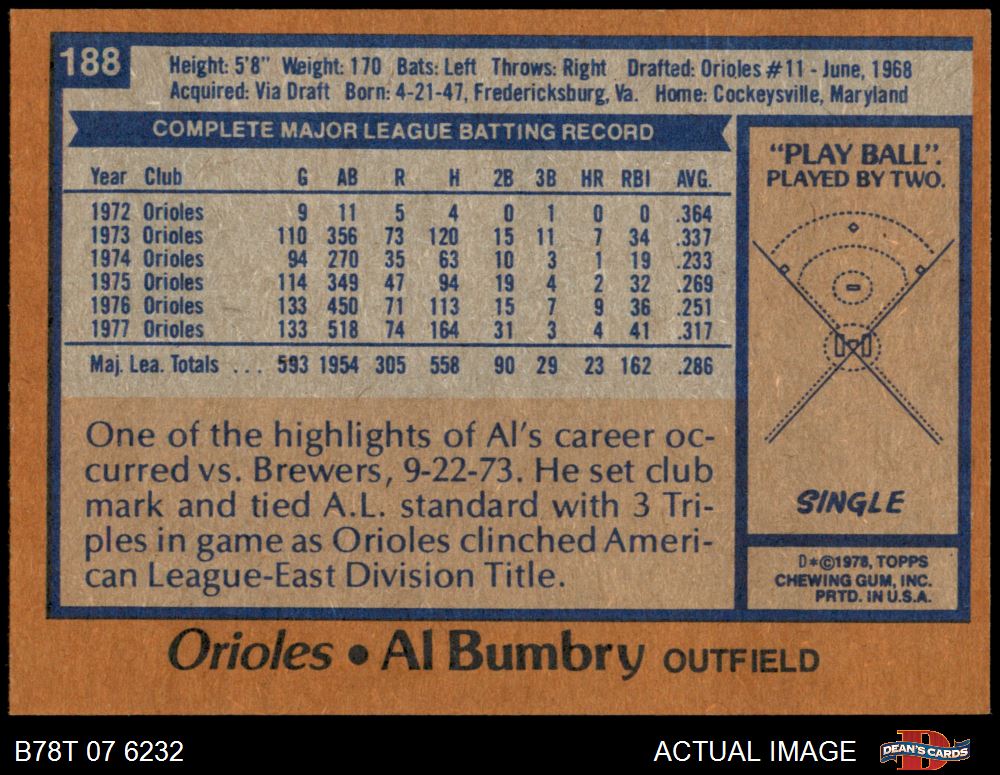 188
Height: 5'8" Weight: 170 Bats: Left Throws: Right Drafted: Orioles #11 - June, 1968
Acquired: Via Draft Born: 4-21-47, Fredericksburg, Va. Home: Cockeysville, Maryland
COMPLETE MAJOR LEAGUE BATTING RECORD
Year Club G AB R H 2B 3B HR RBI AVG.
1972 Orioles 9 11 5 4 0 1 0 0 .364
1973 Orioles 110 356 73 120 15 11 7 34 .337
1974 Orioles 94 270 35 63 10 3 1 19 .233
1975 Orioles 114 349 47 94 19 4 2 32 .269
1976 Orioles 133 450 71 113 15 7 9 36 .251
1977 Orioles 133 518 74 164 31 3 4 41 .317
Maj. Lea. Totals ... 593 1954 305 558 90 29 23 162 .286
One of the highlights of Al's career oc-
curred vs. Brewers, 9-22-73. He set club
mark and tied A.L. standard with 3 Tri-
ples in game as Orioles clinched Ameri-
can League-East Division Title.
"PLAY BALL".
PLAYED BY TWO.
SINGLE
D*©1978, TOPPS
CHEWING GUM, INC.
PRTD. IN U.S.A.
Orioles • Al Bumbry OUTFIELD
B78T 07 6232
ACTUAL IMAGE
D
DEAN'S CARDS